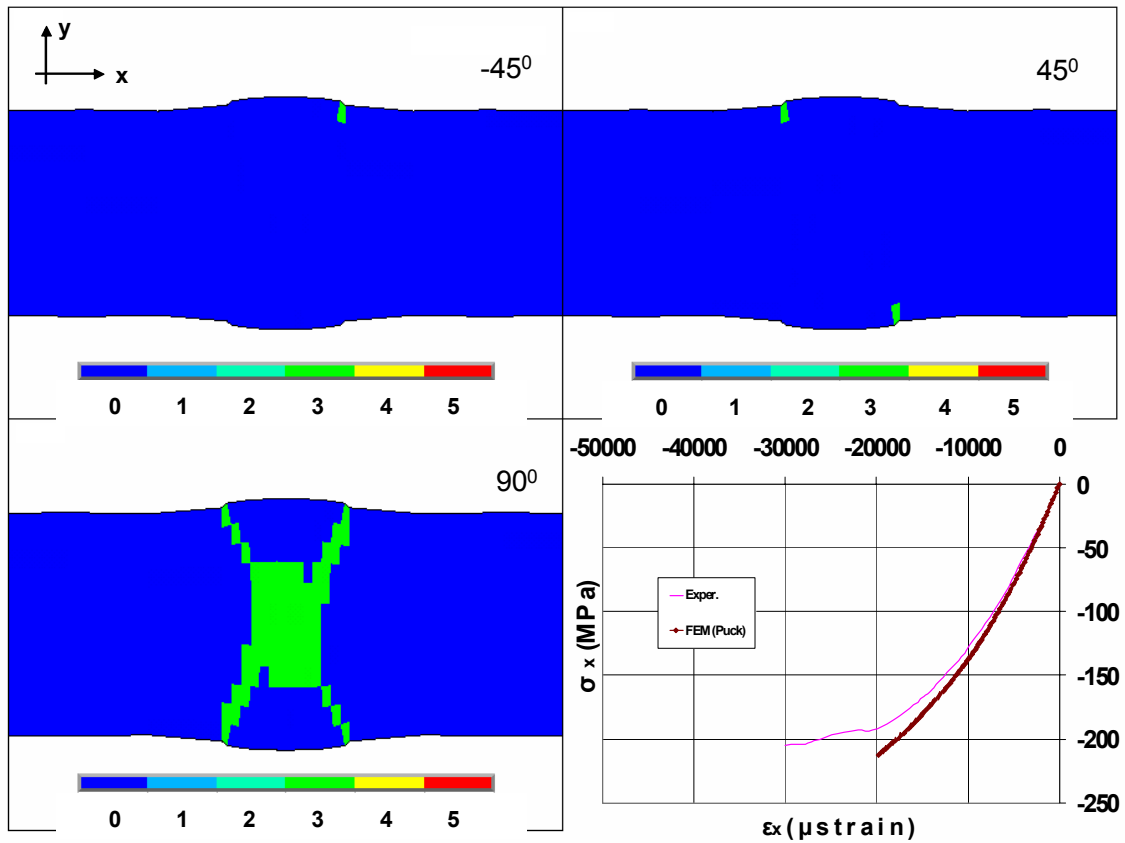 y
x
-45⁰
45⁰
0 1 2 3 4 5
0 1 2 3 4 5
90⁰
0 1 2 3 4 5
-50000 -40000 -30000 -20000 -10000 0
0
-50
-100
-150
-200
-250
Exper.
FEM (Puck)
σ x (MPa)
εx (μstrain)